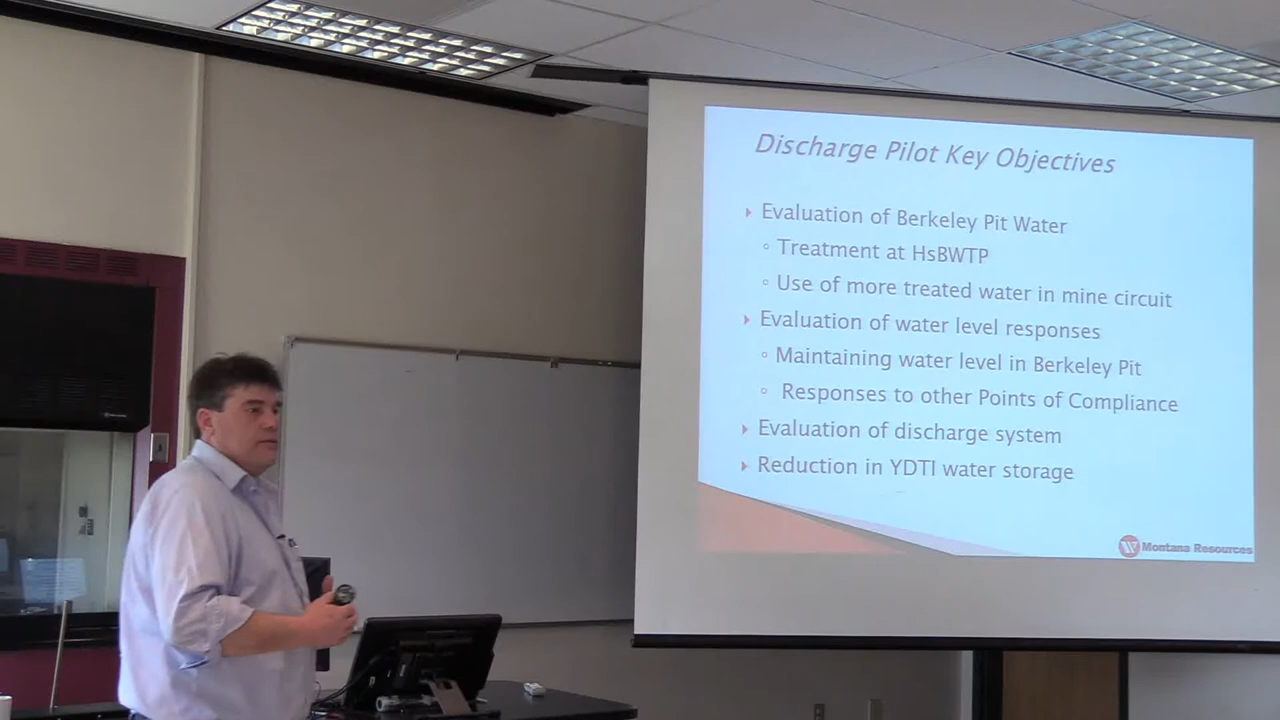 Discharge Pilot Key Objectives
Evaluation of Berkeley Pit Water
Treatment at HsBWTP
Use of more treated water in mine circuit
Evaluation of water level responses
Maintaining water level in Berkeley Pit
Responses to other Points of Compliance
Evaluation of discharge system
Reduction in YDTI water storage
Montana Resources